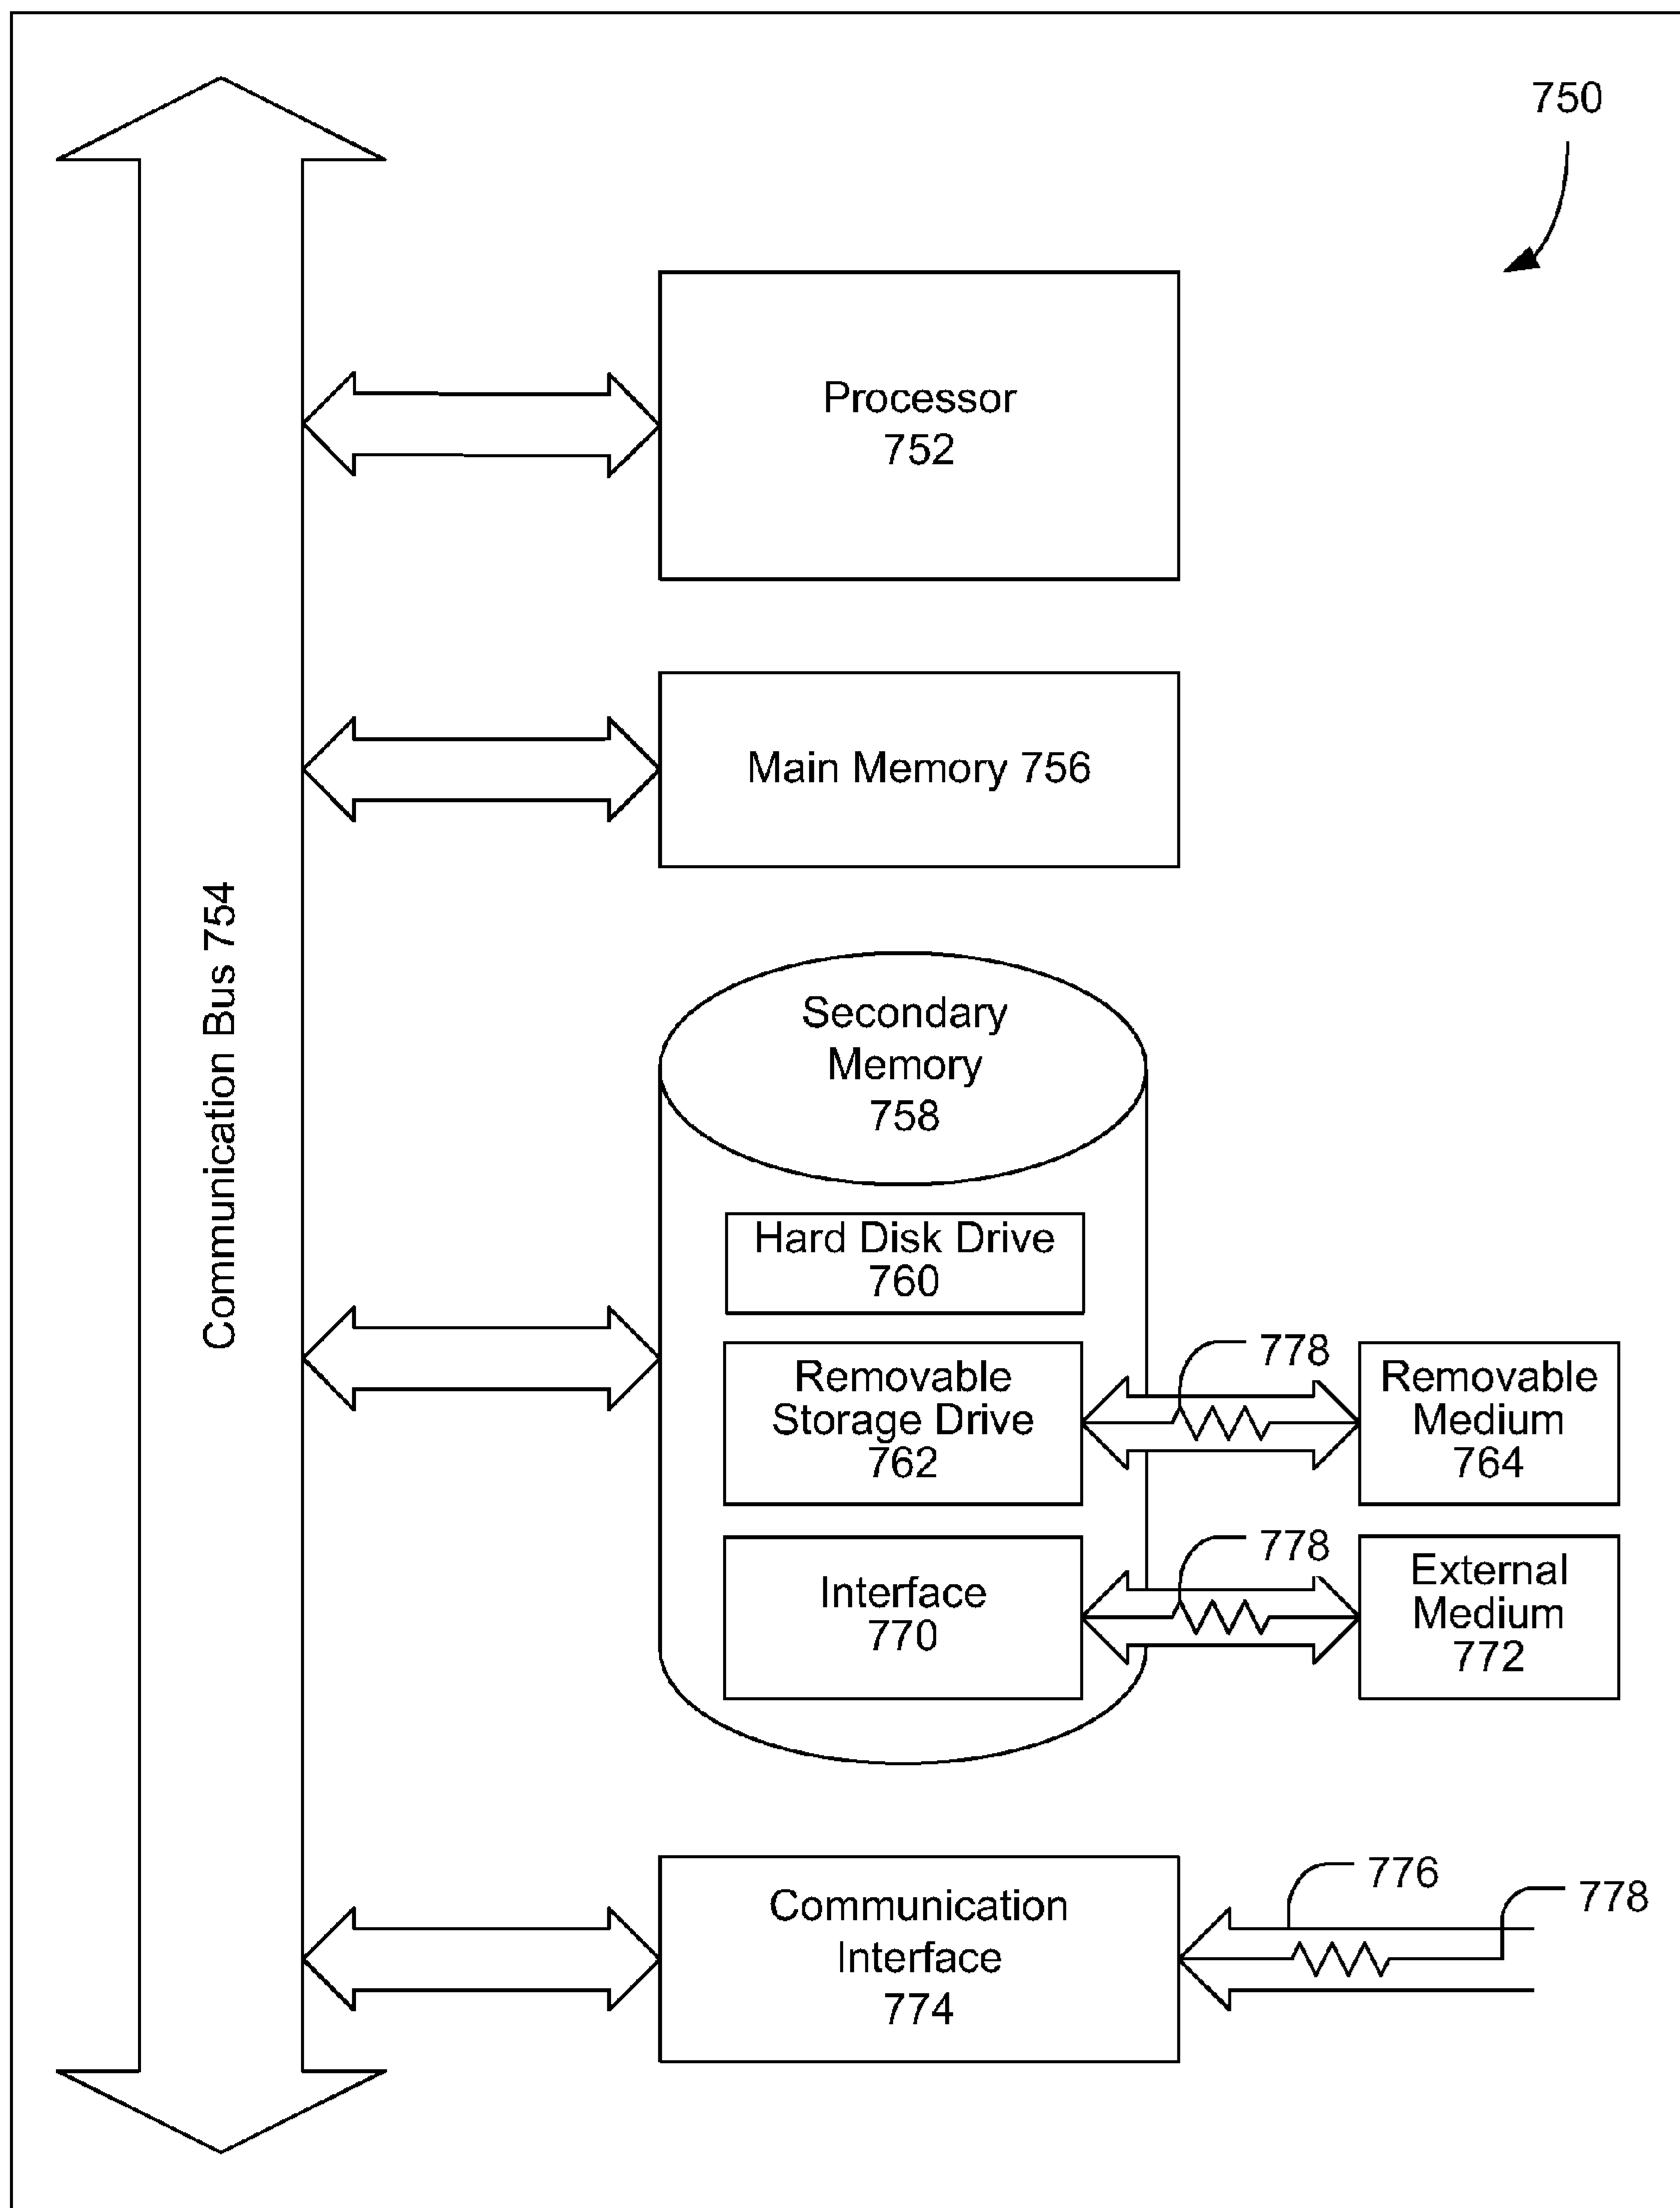 750
Processor
752
Main Memory 756
Communication Bus 754
Secondary
Memory
758
Hard Disk Drive
760
Removable
Storage Drive
762
778
Removable
Medium
764
Interface
770
778
External
Medium
772
Communication
Interface
774
776
778